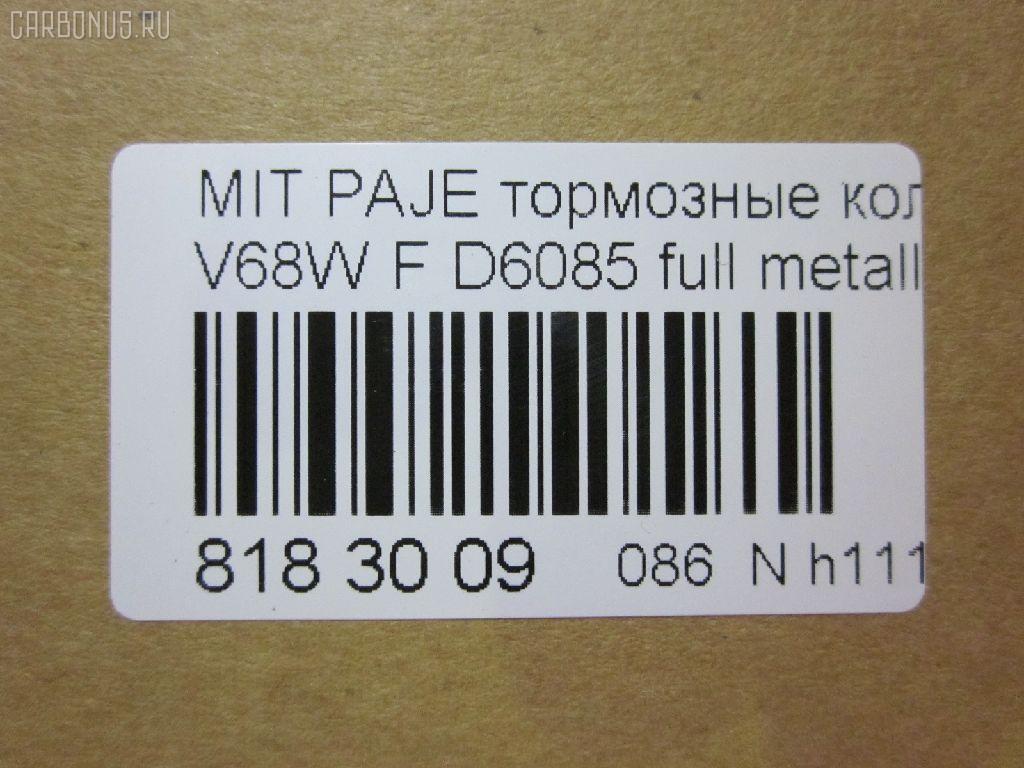 CARBONUS.RU
MIT PAJE тормозные кол
V68W F D6085 full metall
818 30 09 086 N h111